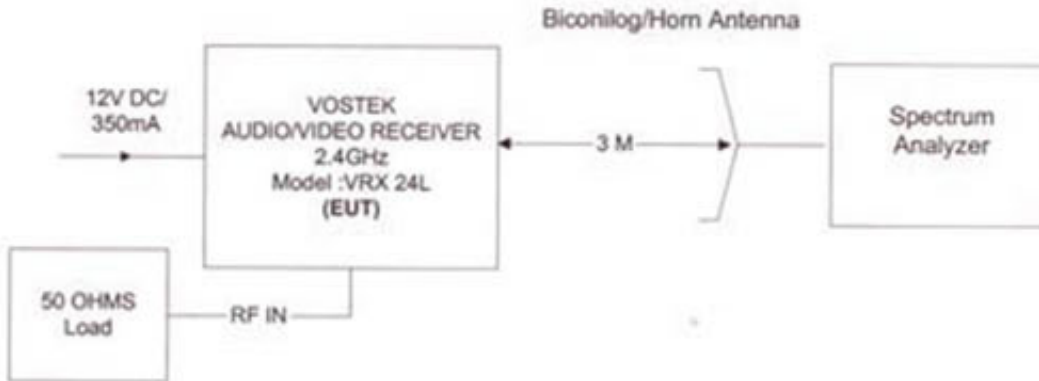 Biconilog/Horn Antenna
12V DC/
350mA
VOSTEK
AUDIO/VIDEO RECEIVER
2.4GHz
Model :VRX 24L
(EUT)
3 M
Spectrum
Analyzer
50 OHMS
Load
RF IN